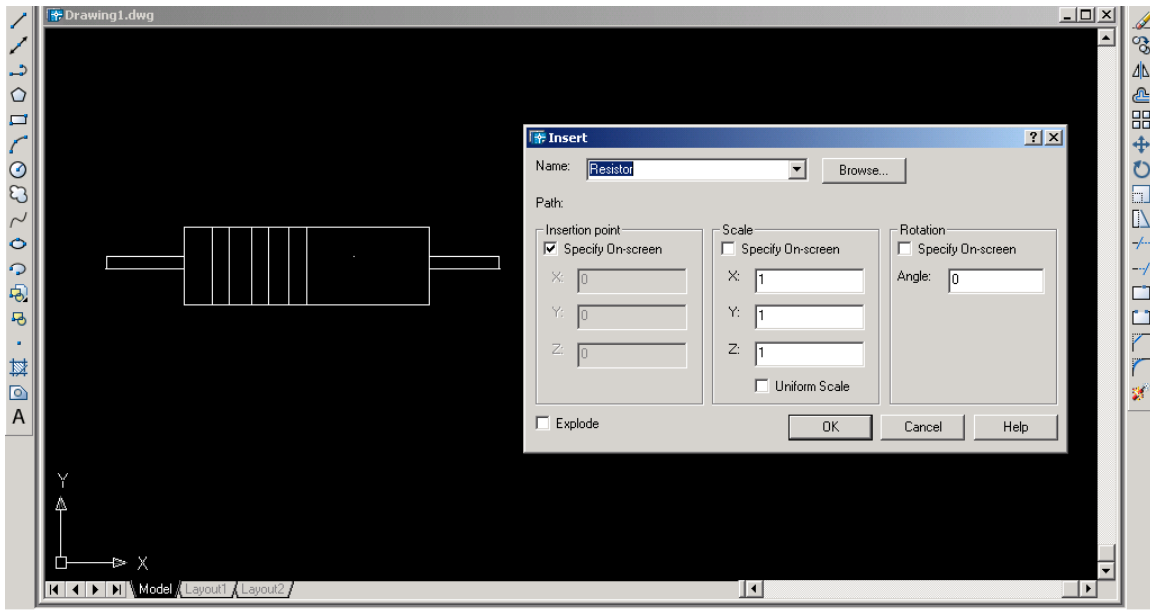 Drawing1.dwg
Insert
Name: Resistor Browse...
Path:
Insertion point Scale Rotation
Specify On-screen Specify On-screen Specify On-screen
X: 0 X: 1 Angle: 0
Y: 0 Y: 1
Z: 0 Z: 1
Uniform Scale
Explode OK Cancel Help
A
Y
X
Model Layout1 Layout2